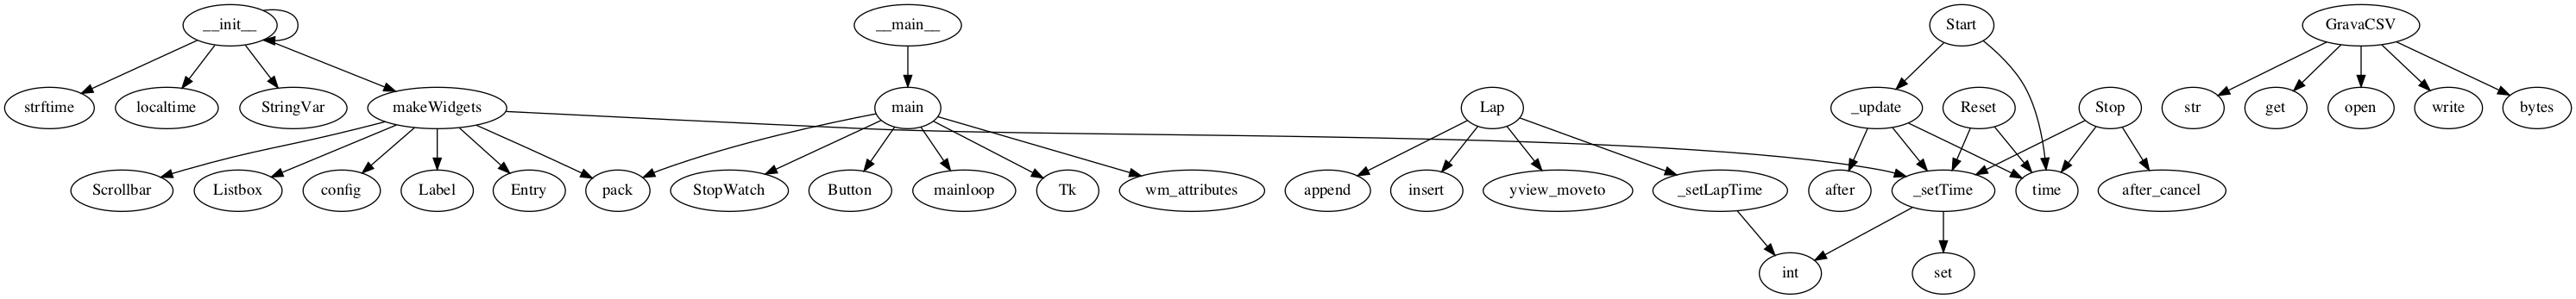 __init__
__main__
Start
GravaCSV
strftime
localtime
StringVar
makeWidgets
main
Lap
_update
Reset
Stop
str
get
open
write
bytes
Scrollbar
Listbox
config
Label
Entry
pack
StopWatch
Button
mainloop
Tk
wm_attributes
append
insert
yview_moveto
_setLapTime
after
_setTime
time
after_cancel
int
set